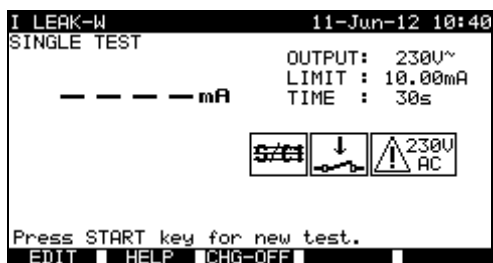 I LEAK-W 11-Jun-12 10:40
SINGLE TEST
OUTPUT: 230V~
LIMIT : 10.00mA
TIME : 30s
– – – – mA
S/C1
230V
AC
Press START key for new test.
EDIT HELP CHG-OFF